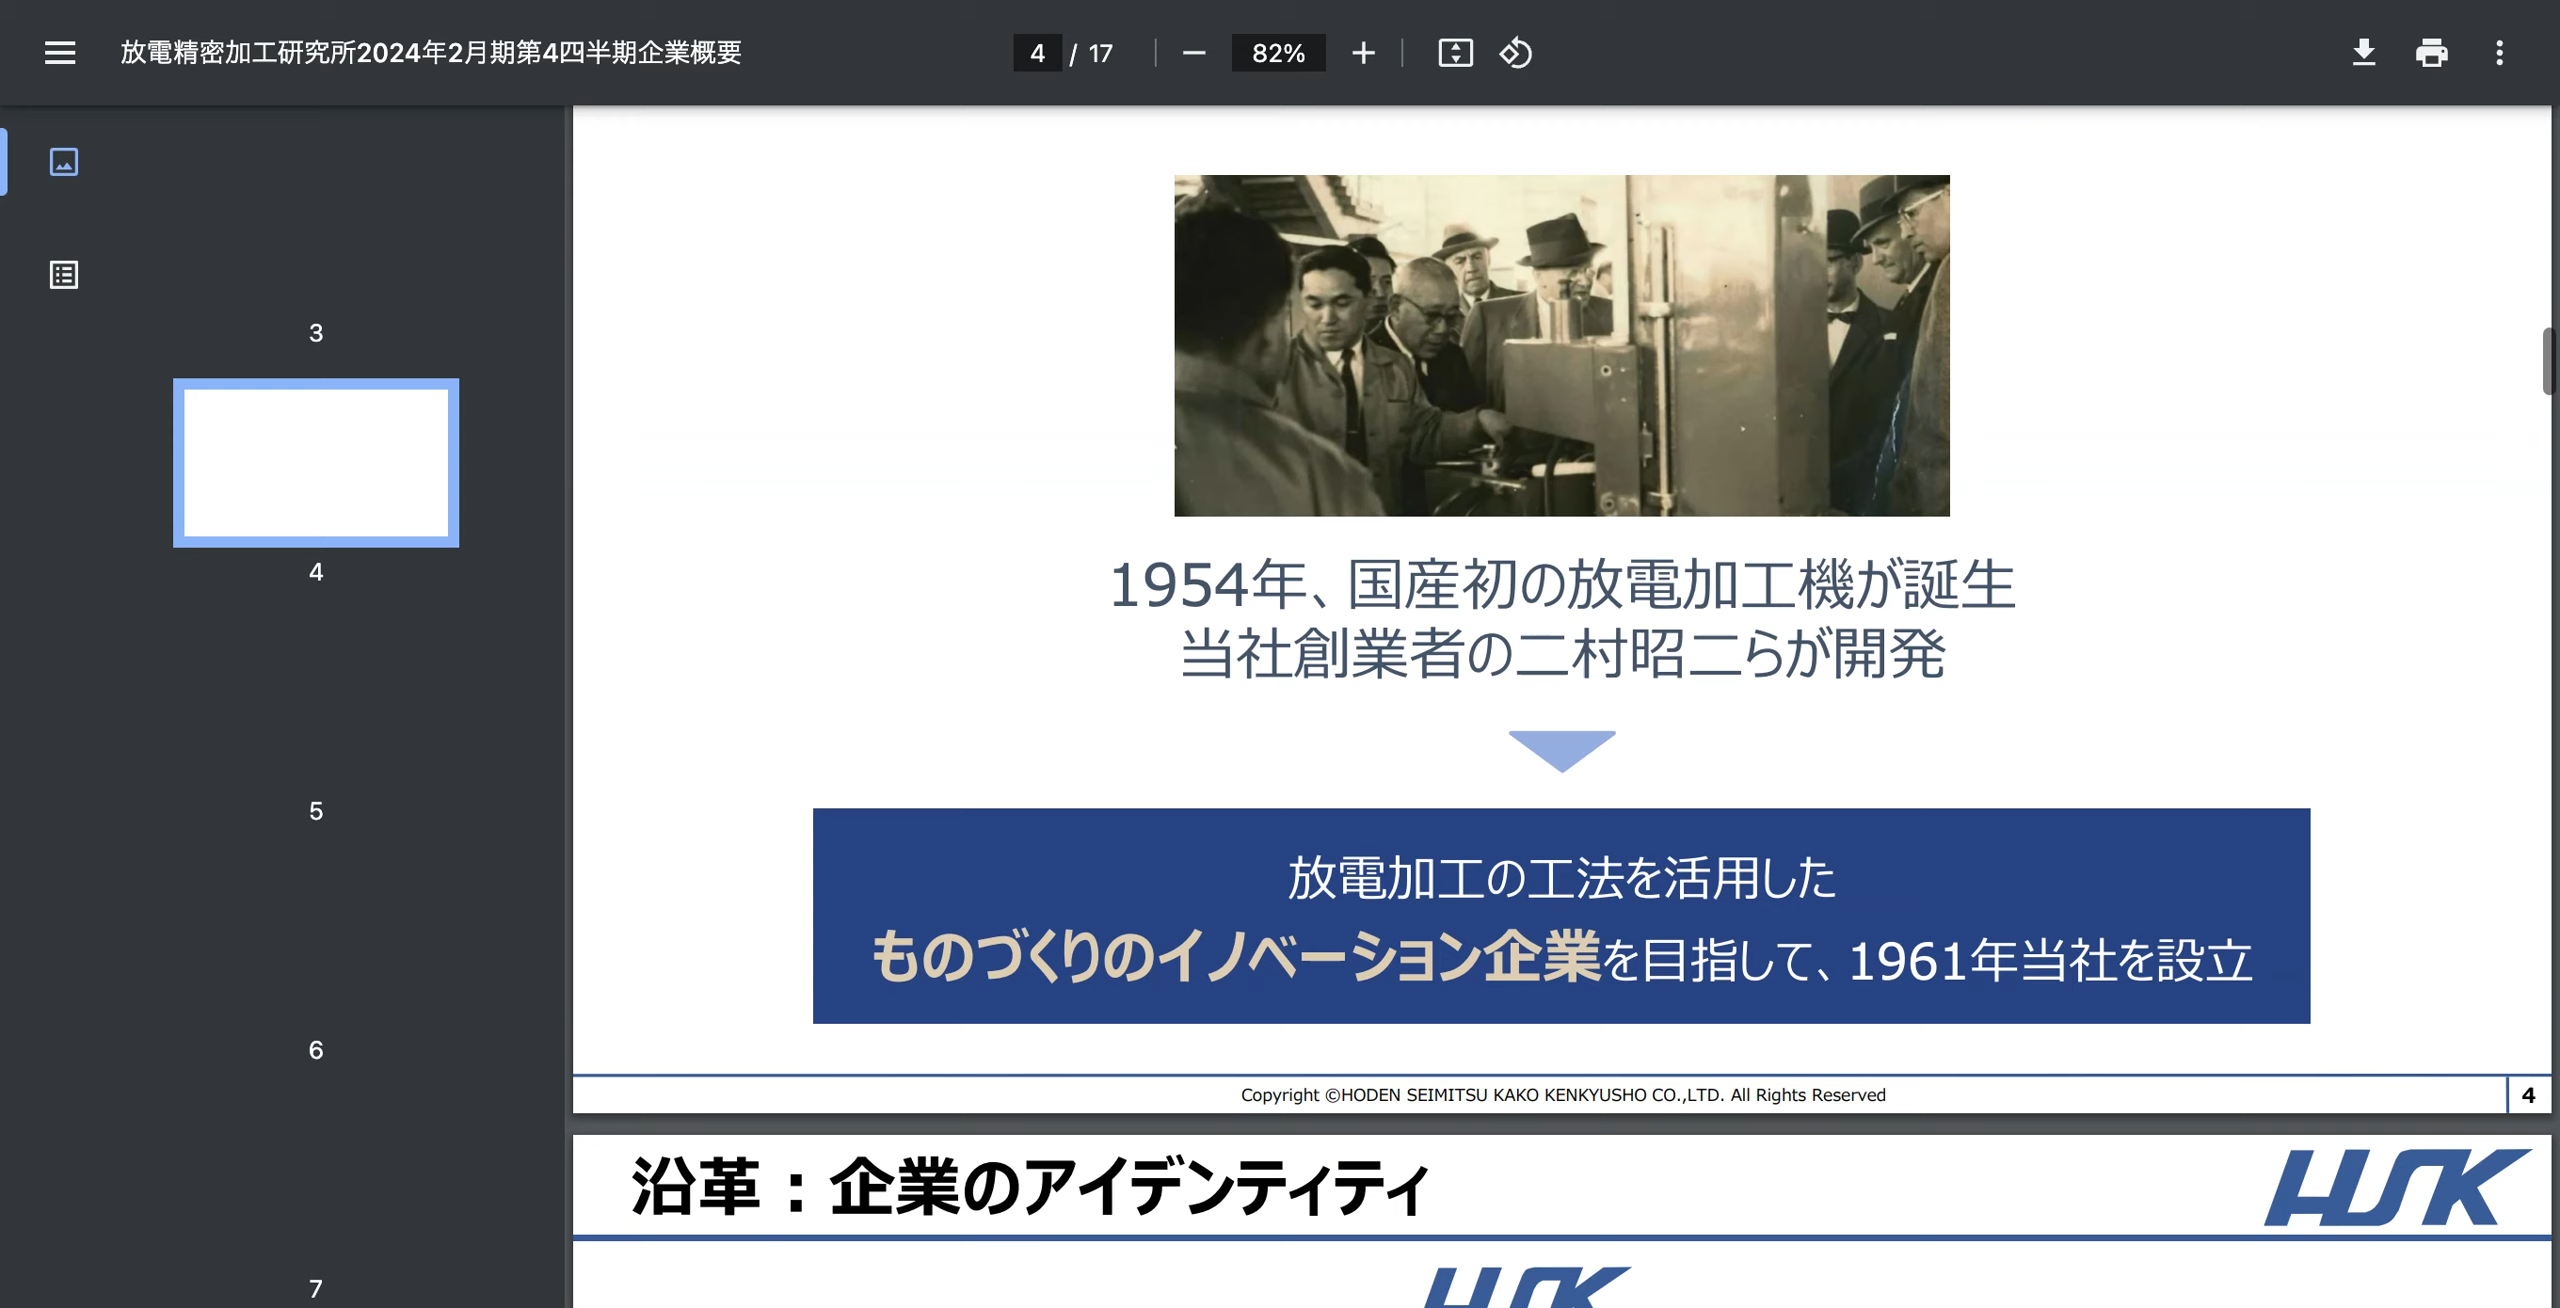 放電精密加工研究所2024年2月期第4四半期企業概要
4 / 17
82%
3
4
5
6
7
1954年、国産初の放電加工機が誕生
当社創業者の二村昭二らが開発
放電加工の工法を活用した
ものづくりのイノベーション企業を目指して、1961年当社を設立
Copyright ©HODEN SEIMITSU KAKO KENKYUSHO CO.,LTD. All Rights Reserved
4
沿革：企業のアイデンティティ
HSK
HSK